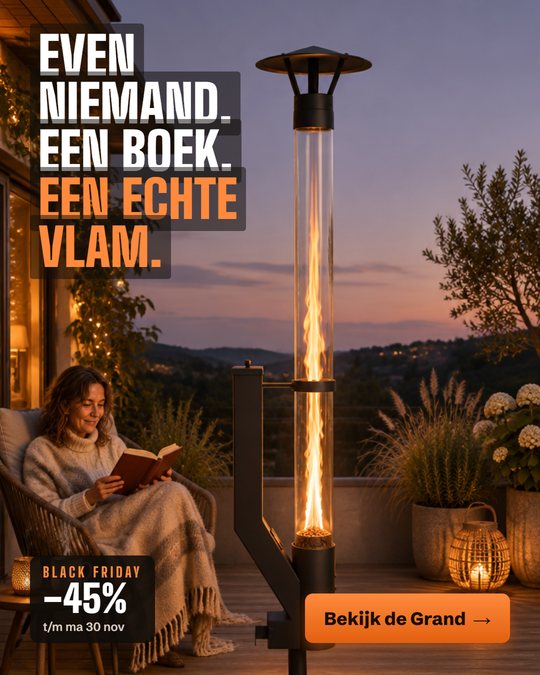 EVEN
NIEMAND.
EEN BOEK.
EEN ECHTE
VLAM.
BLACK FRIDAY
–45%
t/m ma 30 nov
Bekijk de Grand →